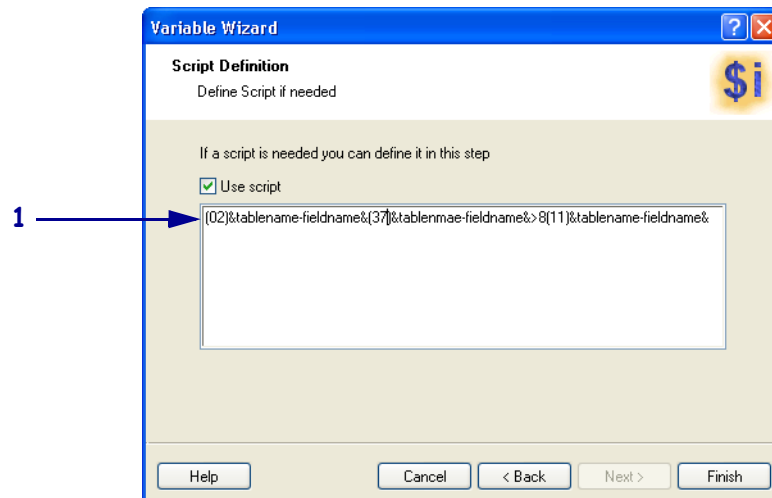 Variable Wizard
Script Definition
Define Script if needed
$i
If a script is needed you can define it in this step
Use script
1
(02)&tablename-fieldname&(37)&tablenmae-fieldname&>8(11)&tablename-fieldname&
Help
Cancel
< Back
Next >
Finish